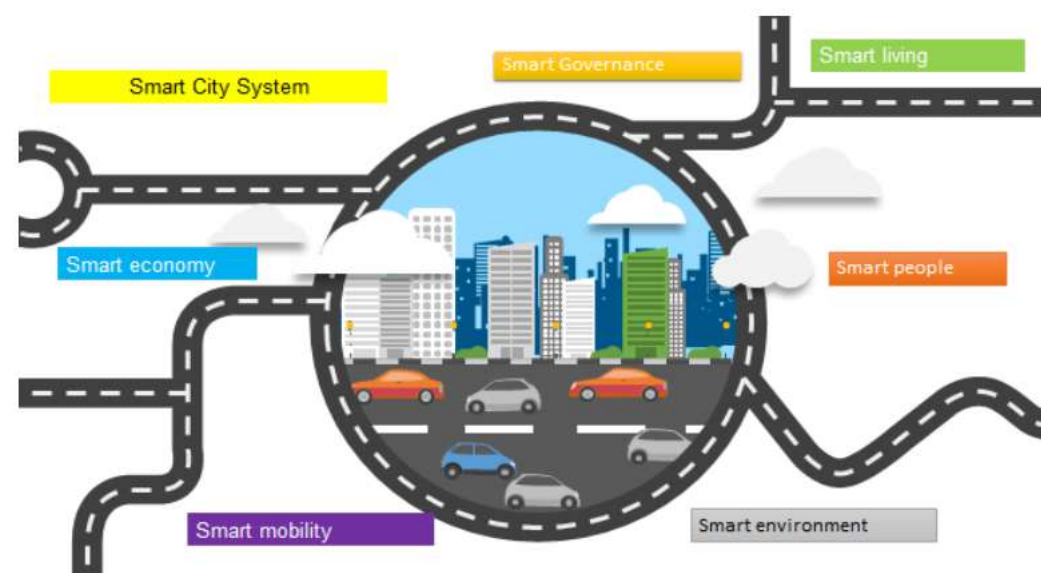 Smart City System
Smart Governance
Smart living
Smart economy
Smart people
Smart mobility
Smart environment